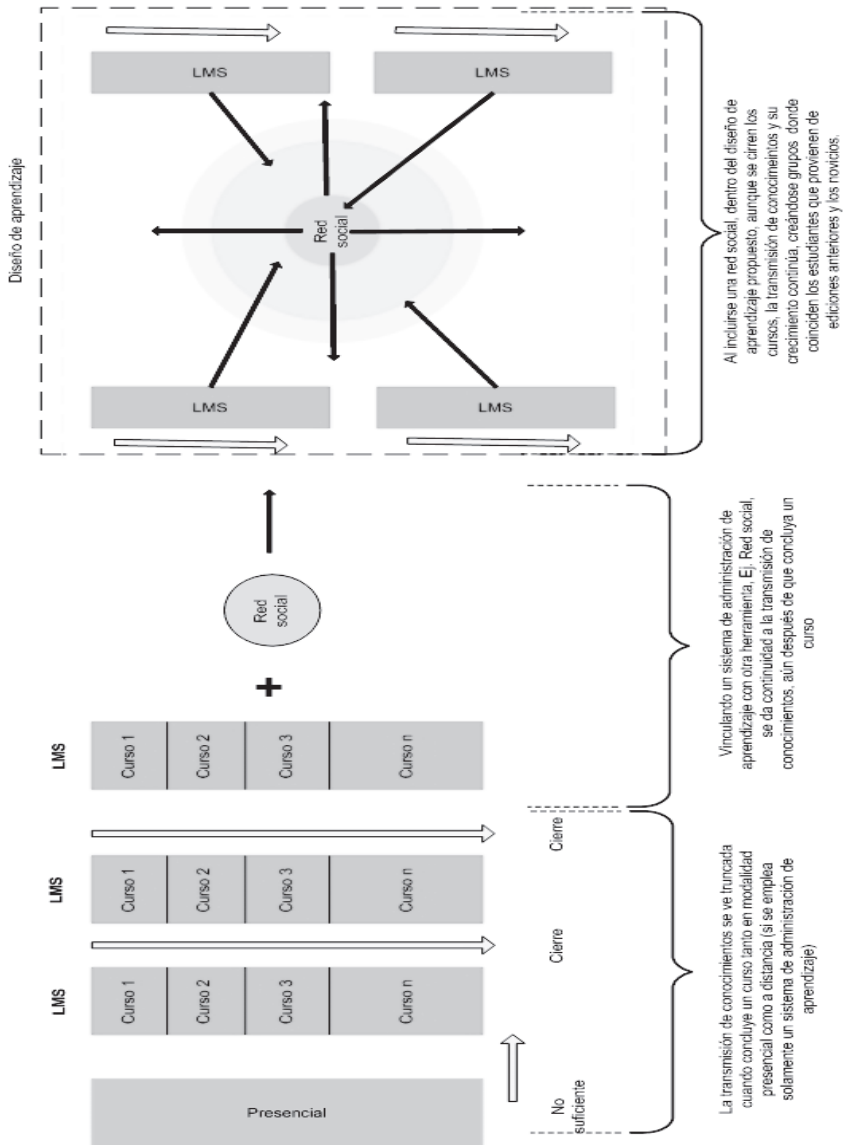 Diseño de aprendizaje
LMS
LMS
LMS
LMS
Red
social
LMS
LMS
LMS
Presencial
Curso 1
Curso 2
Curso 3
Curso n
Curso 1
Curso 2
Curso 3
Curso n
Curso 1
Curso 2
Curso 3
Curso n
+
Red
social
No
suficiente
Cierre
Cierre
La transmisión de conocimientos se ve truncada
cuando concluye un curso tanto en modalidad
presencial como a distancia (si se emplea
solamente un sistema de administración de
aprendizaje)
Vinculando un sistema de administración de
aprendizaje con otra herramienta, Ej. Red social,
se da continuidad a la transmisión de
conocimientos, aún después de que concluya un
curso
Al incluirse una red social, dentro del diseño de
aprendizaje propuesto, aunque se cirren los
cursos, la transmisión de conocimeintos y su
crecimiento continúa, creándose grupos donde
coinciden los estudiantes que provienen de
ediciones anteriores y los novicios.